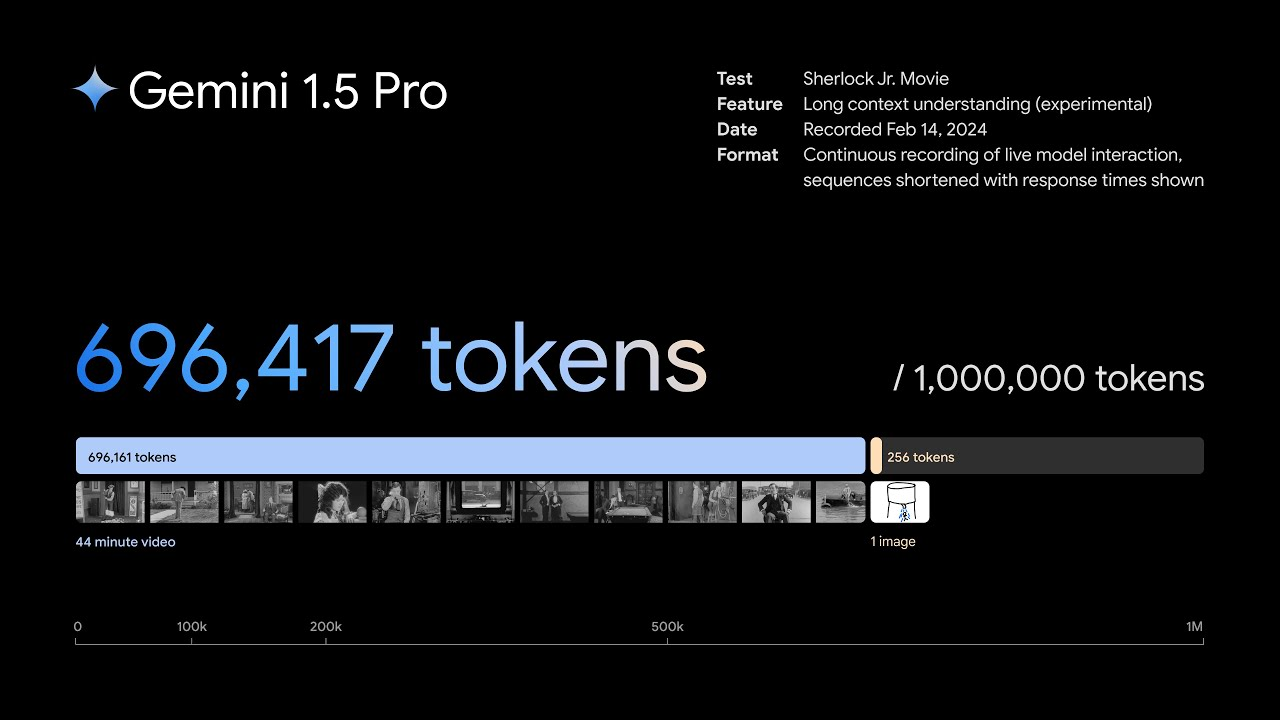 Gemini 1.5 Pro
Test Sherlock Jr. Movie
Feature Long context understanding (experimental)
Date Recorded Feb 14, 2024
Format Continuous recording of live model interaction,
sequences shortened with response times shown
696,417 tokens
/ 1,000,000 tokens
696,161 tokens
256 tokens
44 minute video
1 image
0 100k 200k 500k 1M